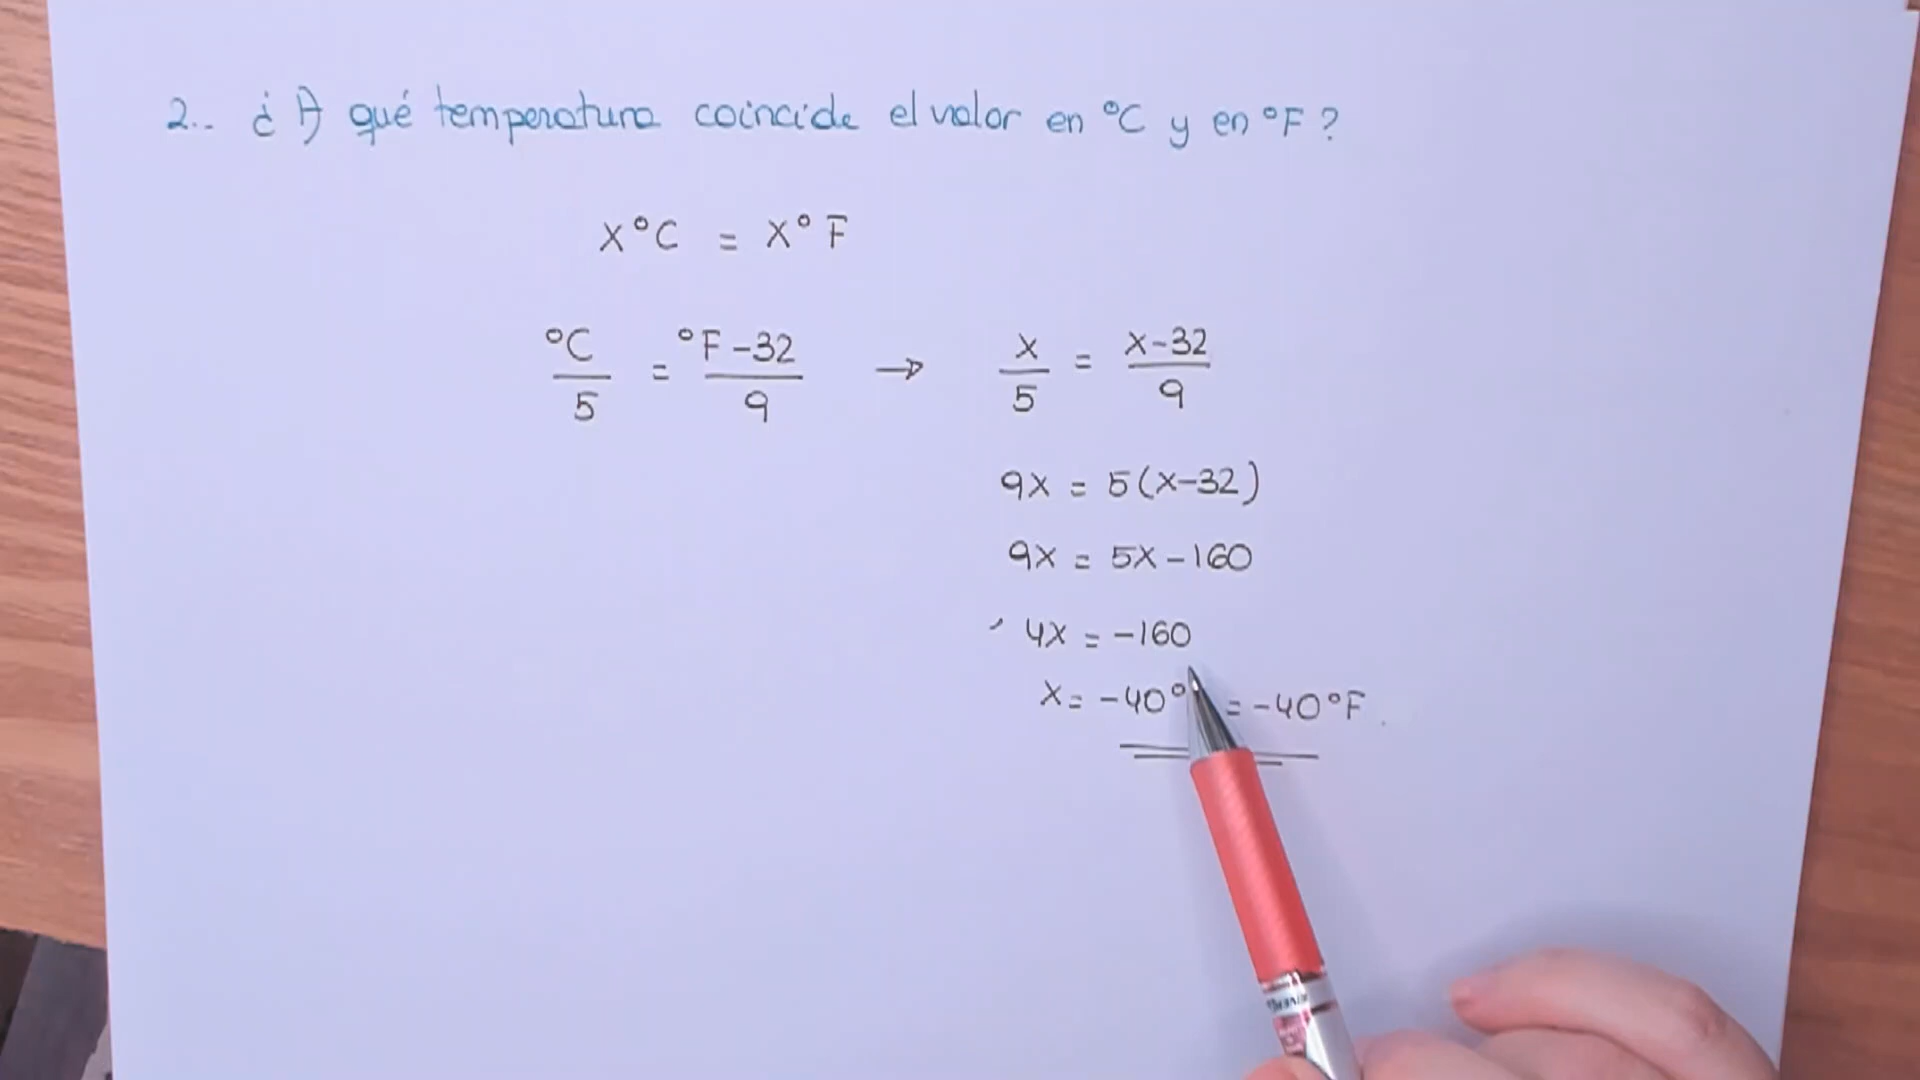 2.- ¿A qué temperatura coincide el valor en °C y en °F?
x°C = x°F
°C/5 = °F-32/9 → x/5 = x-32/9
9x = 5(x-32)
9x = 5x-160
4x = -160
x = -40° = -40°F.